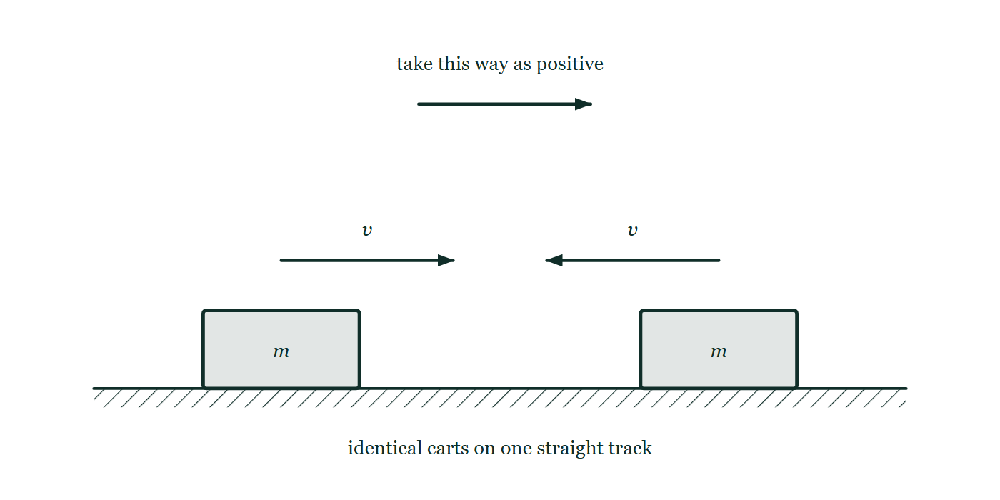 take this way as positive
v v
m m
identical carts on one straight track